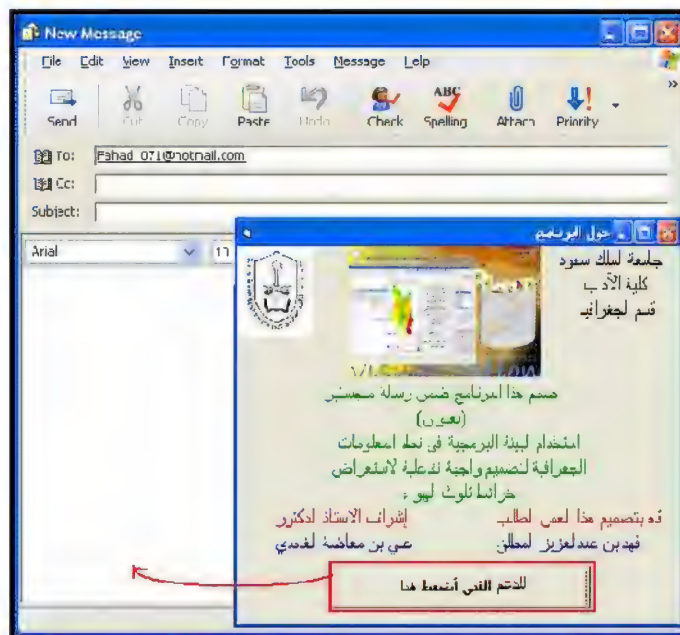 New Message
File Edit View Insert Format Tools Message Help
Send Cut Copy Paste Undo Check Spelling Attach Priority
ABC
To: Fahad_071@hotmail.com
Cc:
Subject:
Arial
حول البرنامج
جامعة الملك سعود
كلية الآداب
قسم الجغرافيا
صمم هذا البرنامج ضمن رسالة ماجستير
(بعنوان)
استخدام البيئة البرمجية في نظم المعلومات
الجغرافية لتصميم واجهة تفاعلية لاستعراض
خرائط تلوث الهواء
قام بتصميم هذا العمل الطالب
فهد بن عبدالعزيز المطلق
إشراف الاستاذ الدكتور
علي بن معاضة الغامدي
للدعم الفني أضغط هنا